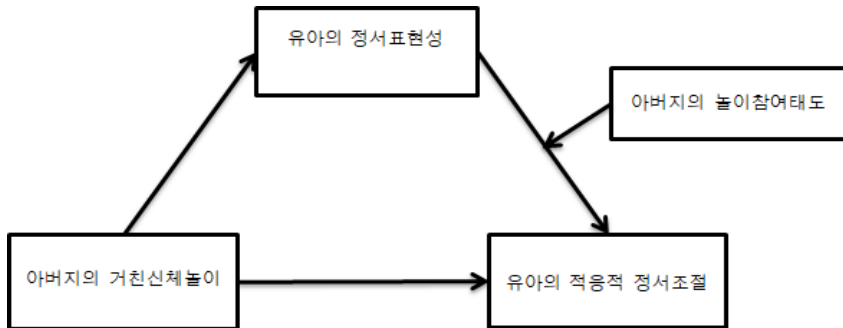 유아의 정서표현성
아버지의 놀이참여태도
아버지의 거친신체놀이
유아의 적응적 정서조절